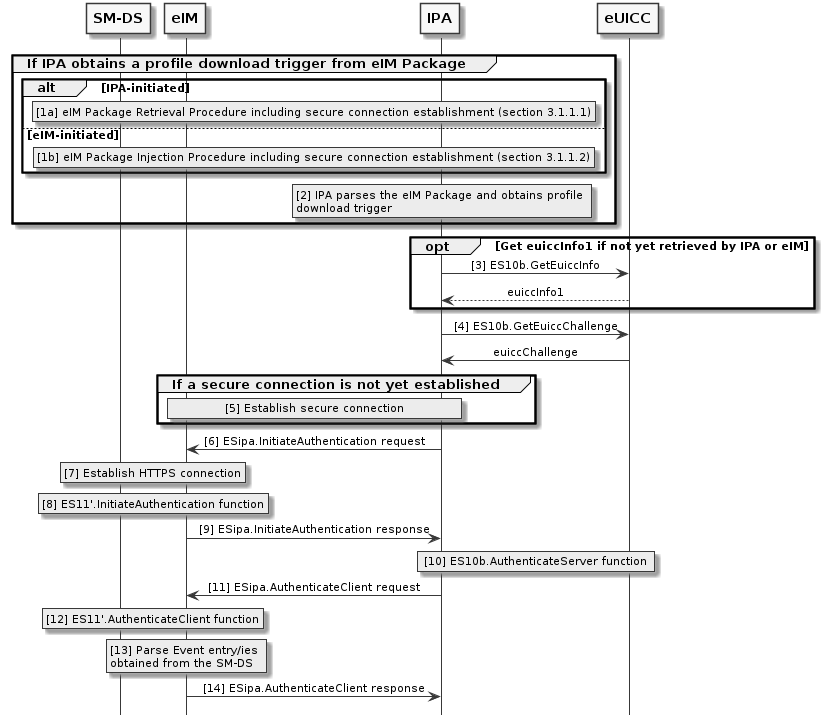 SM-DS eIM IPA eUICC
If IPA obtains a profile download trigger from eIM Package
alt [IPA-initiated]
[1a] eIM Package Retrieval Procedure including secure connection establishment (section 3.1.1.1)
[eIM-initiated]
[1b] eIM Package Injection Procedure including secure connection establishment (section 3.1.1.2)
[2] IPA parses the eIM Package and obtains profile
download trigger
opt [Get euiccInfo1 if not yet retrieved by IPA or eIM]
[3] ES10b.GetEuiccInfo
euiccInfo1
[4] ES10b.GetEuiccChallenge
euiccChallenge
If a secure connection is not yet established
[5] Establish secure connection
[6] ESipa.InitiateAuthentication request
[7] Establish HTTPS connection
[8] ES11'.InitiateAuthentication function
[9] ESipa.InitiateAuthentication response
[10] ES10b.AuthenticateServer function
[11] ESipa.AuthenticateClient request
[12] ES11'.AuthenticateClient function
[13] Parse Event entry/ies
obtained from the SM-DS
[14] ESipa.AuthenticateClient response